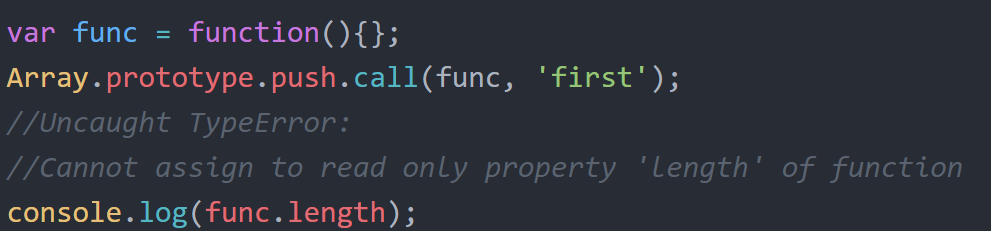 var func = function(){};
Array.prototype.push.call(func, 'first');
//Uncaught TypeError:
//Cannot assign to read only property 'length' of function
console.log(func.length);